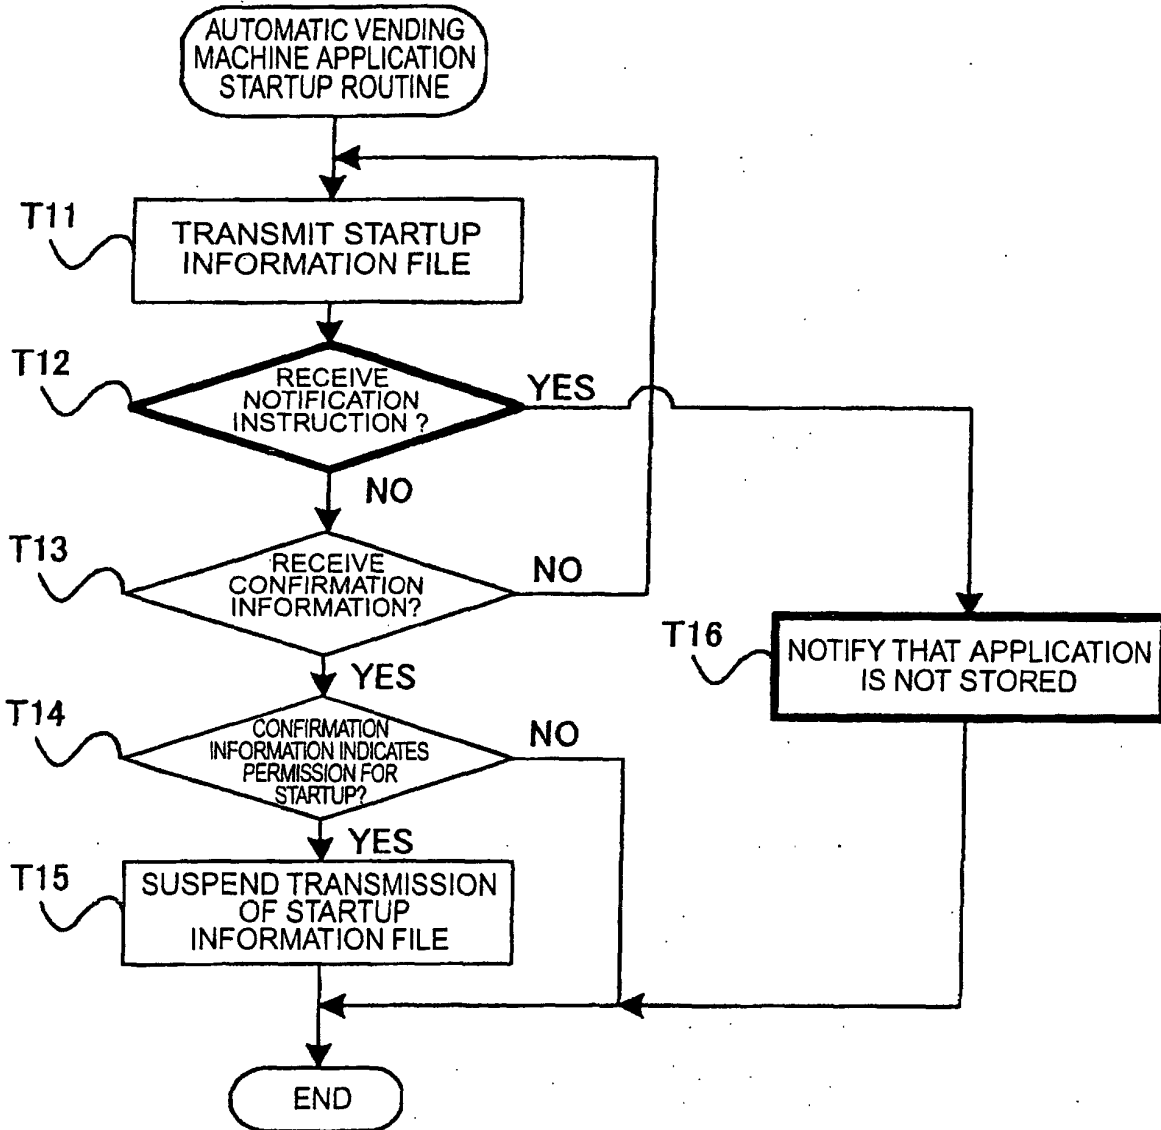 AUTOMATIC VENDING
MACHINE APPLICATION
STARTUP ROUTINE
T11
TRANSMIT STARTUP
INFORMATION FILE
T12
RECEIVE
NOTIFICATION
INSTRUCTION ?
YES
NO
T13
RECEIVE
CONFIRMATION
INFORMATION?
NO
YES
T16
NOTIFY THAT APPLICATION
IS NOT STORED
T14
CONFIRMATION
INFORMATION INDICATES
PERMISSION FOR
STARTUP?
NO
YES
T15
SUSPEND TRANSMISSION
OF STARTUP
INFORMATION FILE
END